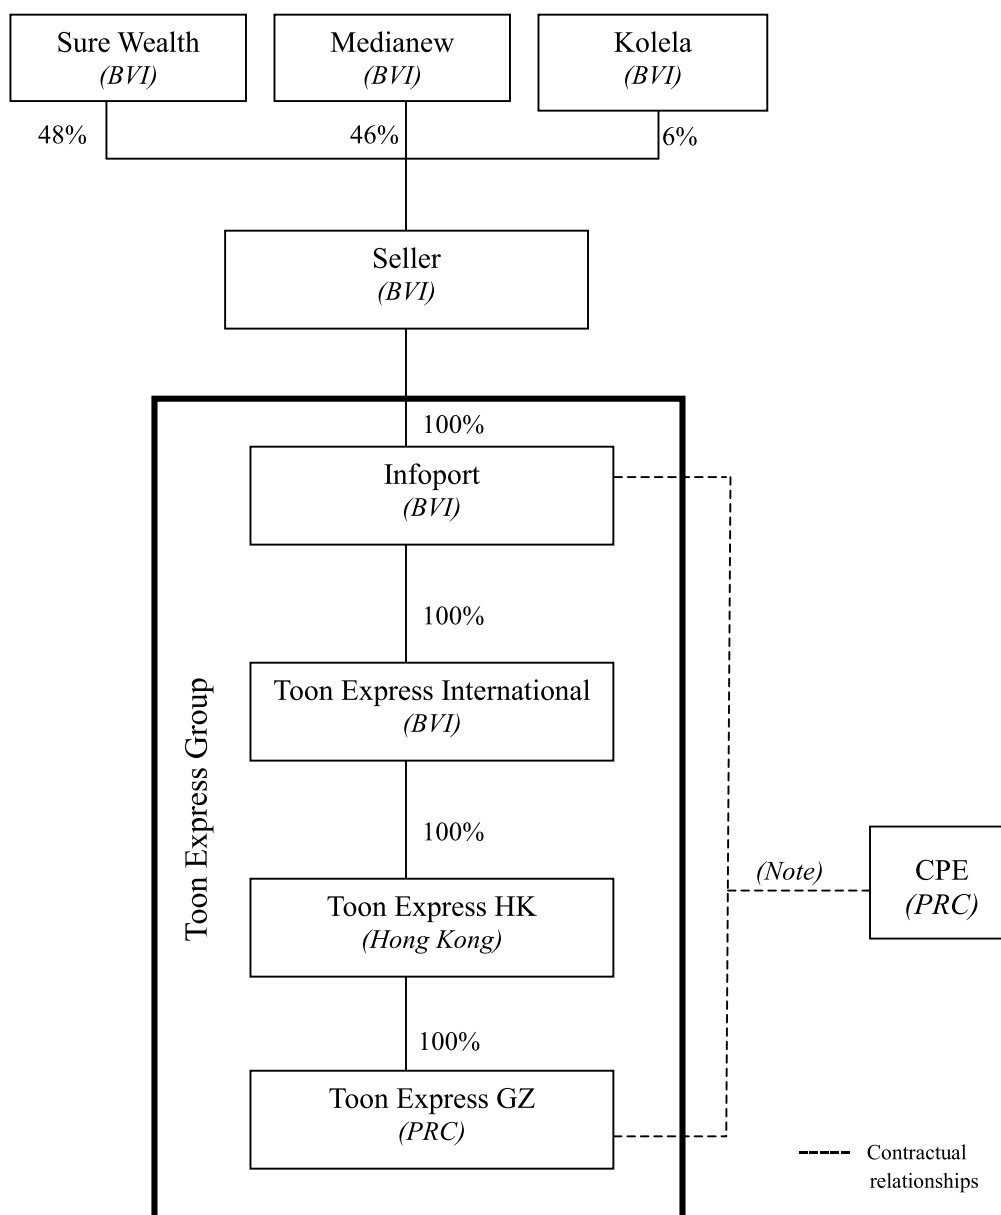 Sure Wealth
(BVI)
Medianew
(BVI)
Kolela
(BVI)
48%
46%
6%
Seller
(BVI)
100%
Infoport
(BVI)
100%
Toon Express International
(BVI)
Toon Express Group
100%
(Note)
CPE
(PRC)
Toon Express HK
(Hong Kong)
100%
Toon Express GZ
(PRC)
Contractual
relationships